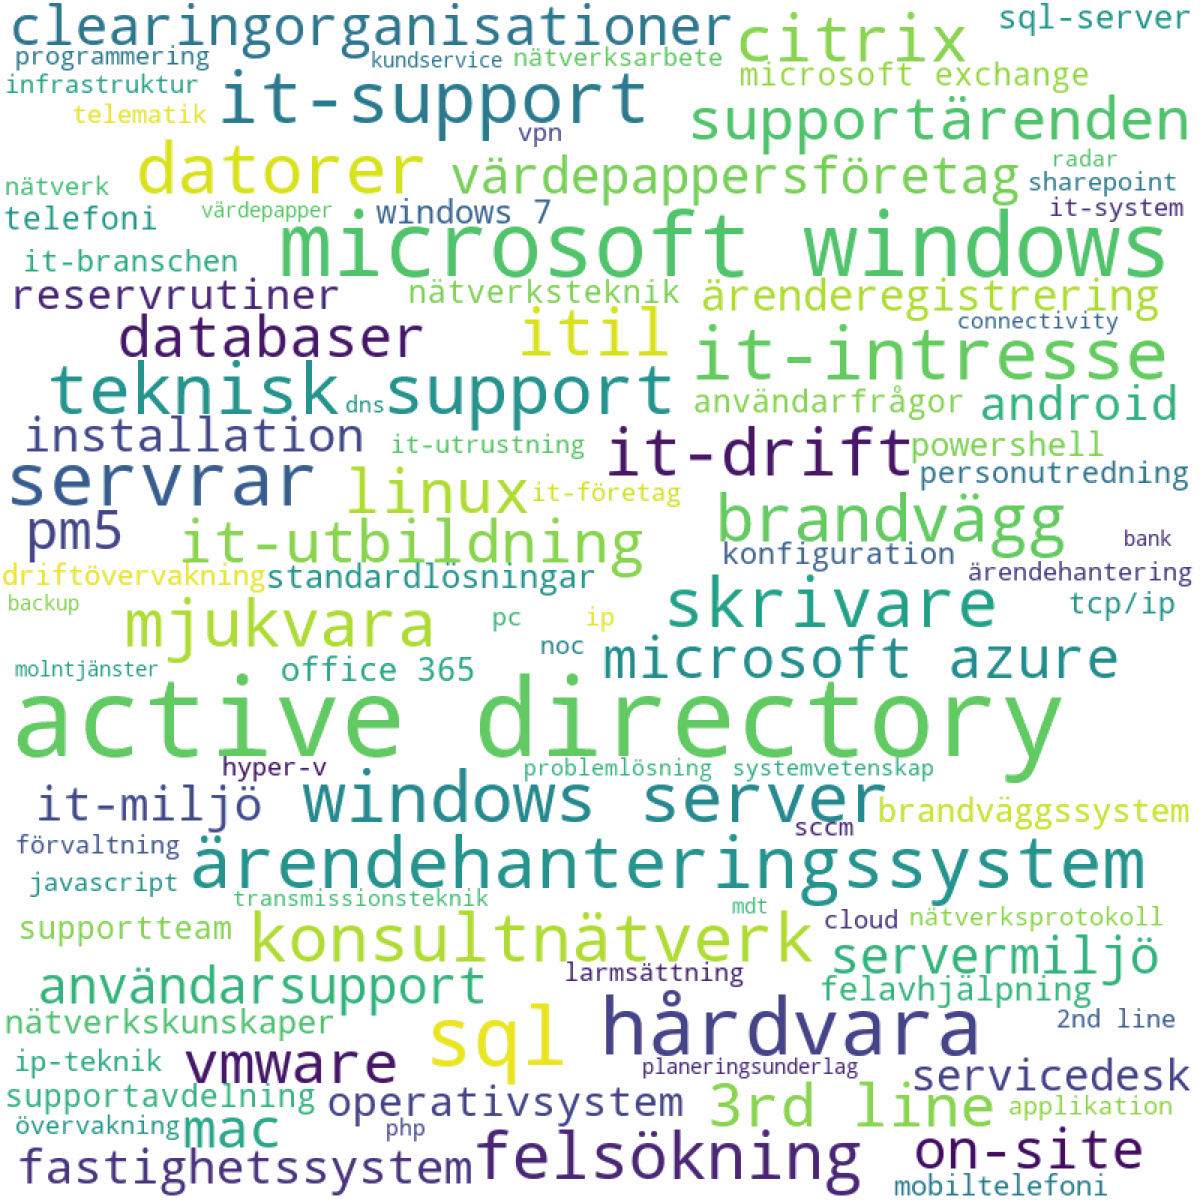 clearingorganisationer
citrix
sql-server
programmering
kundservice
nätverksarbete
microsoft exchange
infrastruktur
it-support
telematik
vpn
supportärenden
datorer
värdepappersföretag
radar
sharepoint
nätverk
telefoni
värdepapper
windows 7
it-system
microsoft windows
it-branschen
reservrutiner
nätverksteknik
ärenderegistrering
databaser
itil
connectivity
it-intresse
teknisk support
dns
användarfrågor
android
installation
it-utrustning
it-drift
powershell
personutredning
servrar
linux
it-företag
brandvägg
pm5
it-utbildning
konfiguration
bank
driftövervakning
standardlösningar
ärendehantering
backup
mjukvara
pc
ip
skrivare
tcp/ip
noc
molntjänster
office 365
microsoft azure
active directory
hyper-v
problemlösning
systemvetenskap
it-miljö
windows server
brandväggssystem
sccm
förvaltning
ärendehanteringssystem
javascript
transmissionsteknik
mdt
cloud
nätverksprotokoll
supportteam
konsultnätverk
servermiljö
användarsupport
larmsättning
felavhjälpning
nätverkskunskaper
sql
hårdvara
2nd line
ip-teknik
vmware
planeringsunderlag
servicedesk
supportavdelning
operativsystem
3rd line
applikation
övervakning
mac
php
fastighetssystem
felsökning
on-site
mobiltelefoni